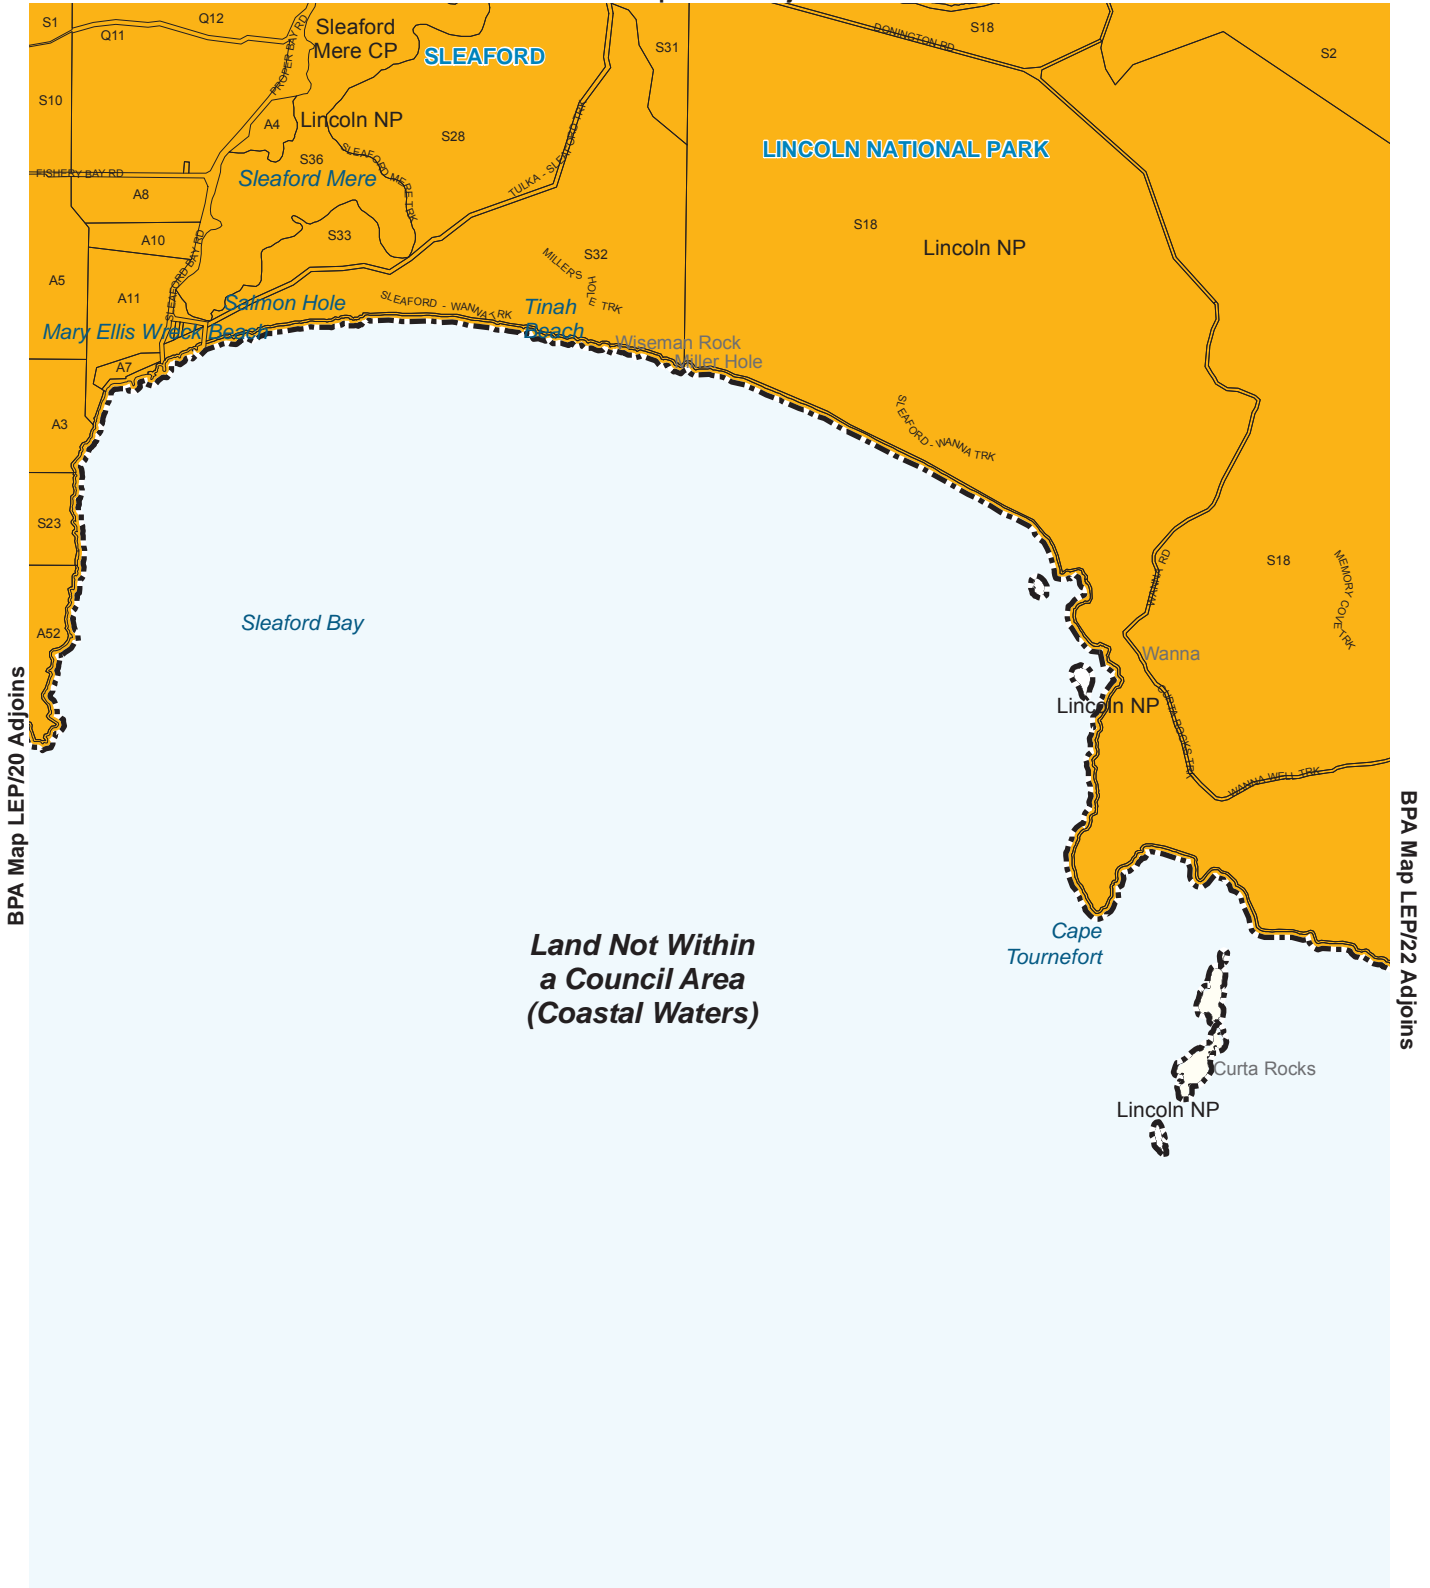 S1
Q12
Q11
PROPER BAY RD
Sleaford
Mere CP
SLEAFORD
S31
DONINGTON RD
S18
S2
S10
A4
Lincoln NP
S28
TULKA - SLEAFORD TRK
LINCOLN NATIONAL PARK
S36
SLEAFORD MERE TRK
FISHERY BAY RD
Sleaford Mere
A8
A10
SLEAFORD BAY RD
S33
S18
Lincoln NP
S32
MILLERS HOLE TRK
A5
A11
Salmon Hole
SLEAFORD - WANNA TRK
Tinah
Beach
Mary Ellis Wreck Beach
Wiseman Rock
Miller Hole
A7
A3
SLEAFORD - WANNA TRK
S23
WANNA RD
S18
MEMORY COVE TRK
Sleaford Bay
A52
Wanna
Lincoln NP
CURTA ROCKS TRK
WANNA WELL TRK
BPA Map LEP/20 Adjoins
BPA Map LEP/22 Adjoins
Cape
Tournefort
Land Not Within
a Council Area
(Coastal Waters)
Curta Rocks
Lincoln NP